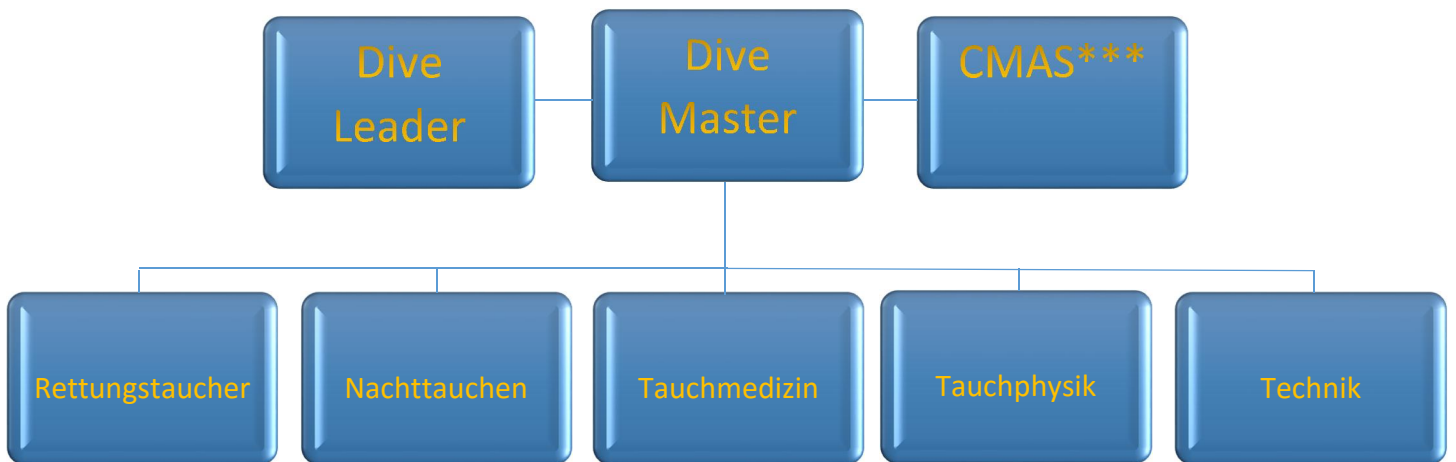 Dive
Leader
Dive
Master
CMAS***
Rettungstaucher
Nachttauchen
Tauchmedizin
Tauchphysik
Technik